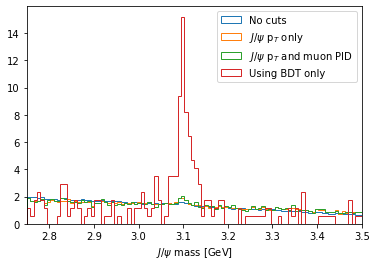 No cuts
J/ψ pT only
J/ψ pT and muon PID
Using BDT only
14
12
10
8
6
4
2
0
2.8 2.9 3.0 3.1 3.2 3.3 3.4 3.5
J/ψ mass [GeV]